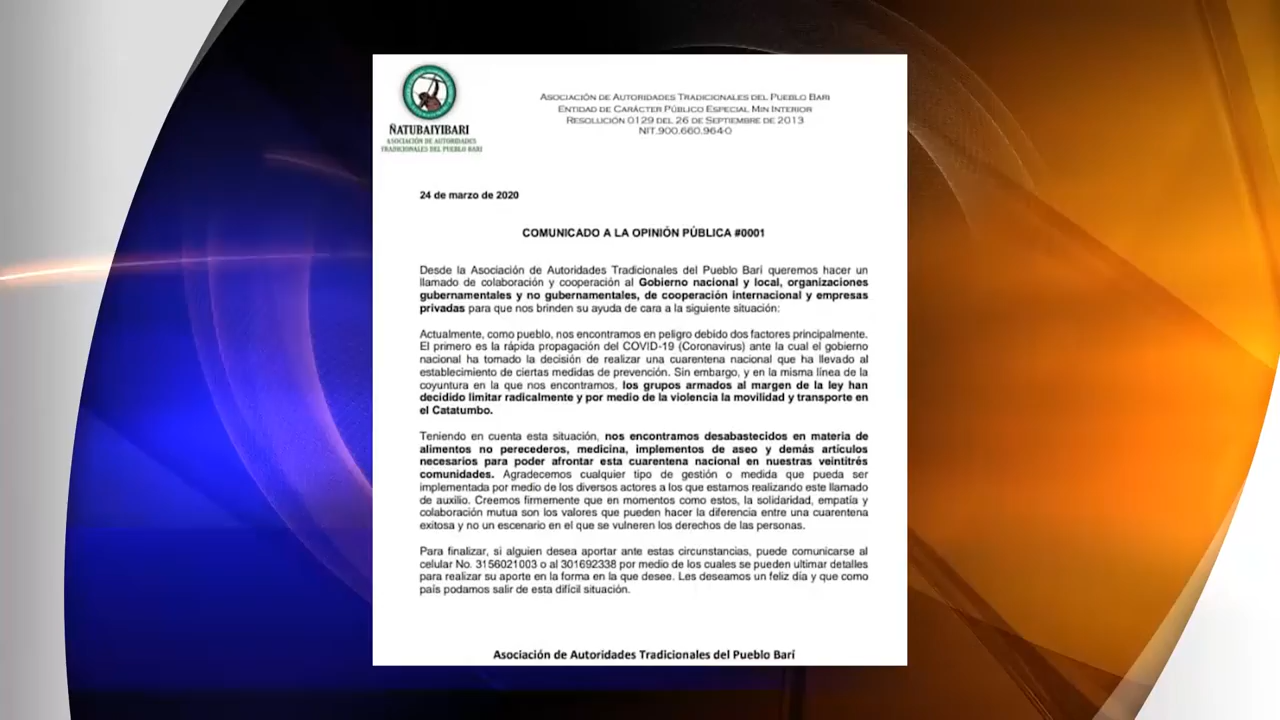 ÑATUBAIYIBARI
ASOCIACIÓN DE AUTORIDADES
TRADICIONALES DEL PUEBLO BARÍ
ASOCIACIÓN DE AUTORIDADES TRADICIONALES DEL PUEBLO BARI
ENTIDAD DE CARÁCTER PÚBLICO ESPECIAL MIN INTERIOR
RESOLUCIÓN 0129 DEL 26 DE SEPTIEMBRE DE 2013
NIT.900.660.964-0
24 de marzo de 2020
COMUNICADO A LA OPINIÓN PÚBLICA #0001
Desde la Asociación de Autoridades Tradicionales del Pueblo Barí queremos hacer un
llamado de colaboración y cooperación al Gobierno nacional y local, organizaciones
gubernamentales y no gubernamentales, de cooperación internacional y empresas
privadas para que nos brinden su ayuda de cara a la siguiente situación:
Actualmente, como pueblo, nos encontramos en peligro debido dos factores principalmente.
El primero es la rápida propagación del COVID-19 (Coronavirus) ante la cual el gobierno
nacional ha tomado la decisión de realizar una cuarentena nacional que ha llevado al
establecimiento de ciertas medidas de prevención. Sin embargo, y en la misma línea de la
coyuntura en la que nos encontramos, los grupos armados al margen de la ley han
decidido limitar radicalmente y por medio de la violencia la movilidad y transporte en
el Catatumbo.
Teniendo en cuenta esta situación, nos encontramos desabastecidos en materia de
alimentos no perecederos, medicina, implementos de aseo y demás artículos
necesarios para poder afrontar esta cuarentena nacional en nuestras veintitrés
comunidades. Agradecemos cualquier tipo de gestión o medida que pueda ser
implementada por medio de los diversos actores a los que estamos realizando este llamado
de auxilio. Creemos firmemente que en momentos como estos, la solidaridad, empatía y
colaboración mutua son los valores que pueden hacer la diferencia entre una cuarentena
exitosa y no un escenario en el que se vulneren los derechos de las personas.
Para finalizar, si alguien desea aportar ante estas circunstancias, puede comunicarse al
celular No. 3156021003 o al 301692338 por medio de los cuales se pueden ultimar detalles
para realizar su aporte en la forma en la que desee. Les deseamos un feliz día y que como
país podamos salir de esta difícil situación.
Asociación de Autoridades Tradicionales del Pueblo Barí